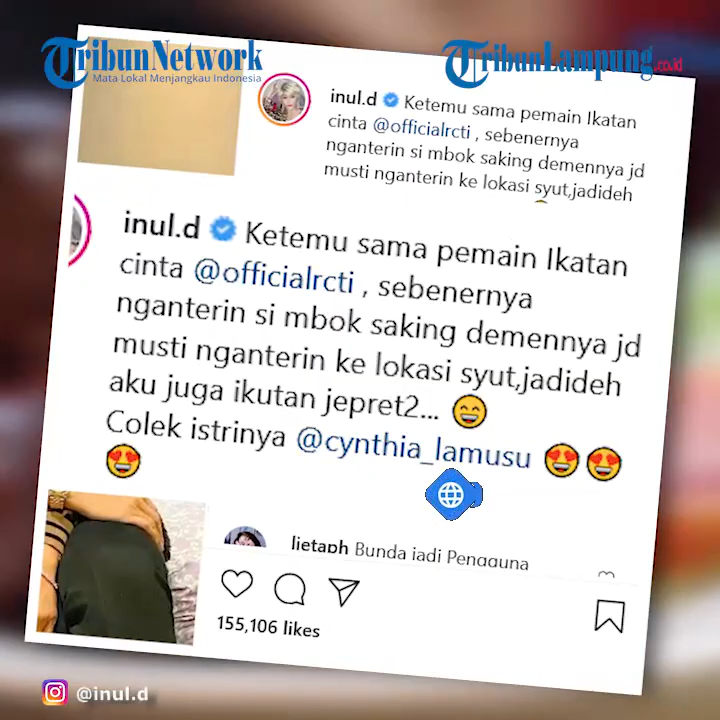 Tribun Network
Mata Lokal Menjangkau Indonesia
TribunLampung.co.id
inul.d Ketemu sama pemain Ikatan
cinta @officialrcti , sebenernya
nganterin si mbok saking demennya jd
musti nganterin ke lokasi syut,jadideh
inul.d Ketemu sama pemain Ikatan
cinta @officialrcti , sebenernya
nganterin si mbok saking demennya jd
musti nganterin ke lokasi syut,jadideh
aku juga ikutan jepret2... 😄
Colek istrinya @cynthia_lamusu 😍 😍
😍
lietaph Bunda jadi Pengguna
155,106 likes
@inul.d